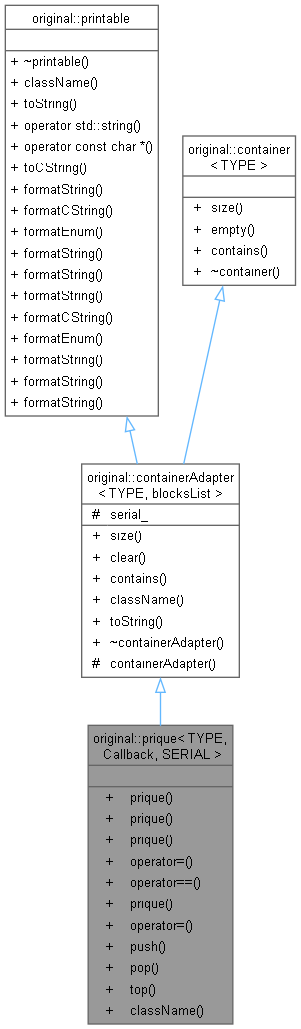 original::printable
+ ~printable()
+ className()
+ toString()
+ operator std::string()
+ operator const char *()
+ toCString()
+ formatString()
+ formatCString()
+ formatEnum()
+ formatString()
+ formatString()
+ formatString()
+ formatCString()
+ formatEnum()
+ formatString()
+ formatString()
+ formatString()
original::container
< TYPE >
+ size()
+ empty()
+ contains()
+ ~container()
original::containerAdapter
< TYPE, blocksList >
# serial_
+ size()
+ clear()
+ contains()
+ className()
+ toString()
+ ~containerAdapter()
# containerAdapter()
original::prique< TYPE,
Callback, SERIAL >
+ prique()
+ prique()
+ prique()
+ operator=()
+ operator==()
+ prique()
+ operator=()
+ push()
+ pop()
+ top()
+ className()